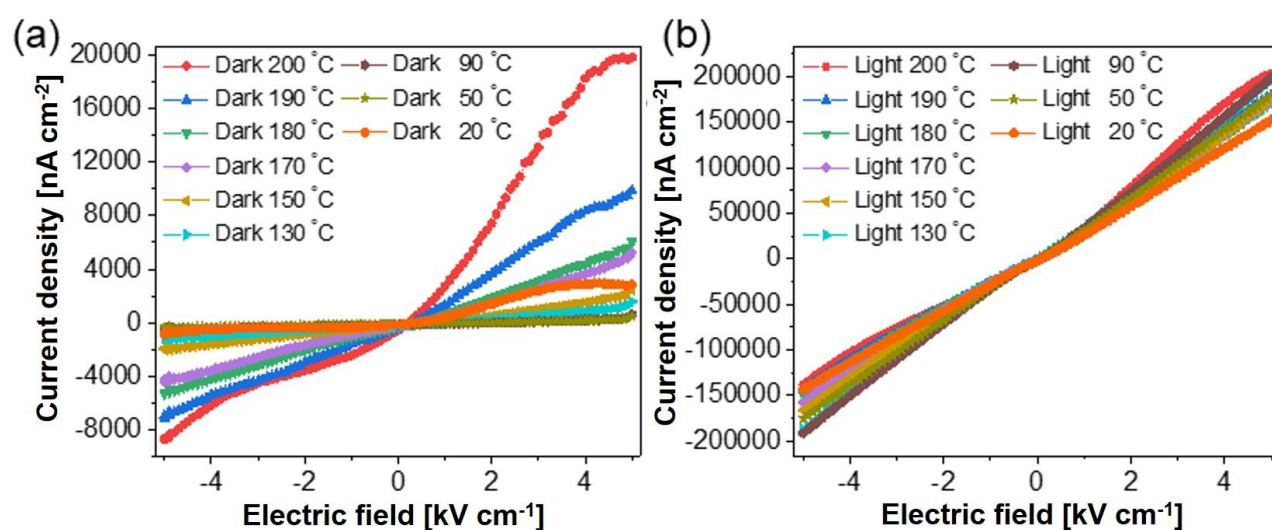 (a)
Current density [nA cm-2]
20000
16000
12000
8000
4000
0
-4000
-8000
Dark 200 °C
Dark 190 °C
Dark 180 °C
Dark 170 °C
Dark 150 °C
Dark 130 °C
Dark 90 °C
Dark 50 °C
Dark 20 °C
-4 -2 0 2 4
Electric field [kV cm-1]
(b)
Current density [nA cm-2]
200000
150000
100000
50000
0
-50000
-100000
-150000
-200000
Light 200 °C
Light 190 °C
Light 180 °C
Light 170 °C
Light 150 °C
Light 130 °C
Light 90 °C
Light 50 °C
Light 20 °C
-4 -2 0 2 4
Electric field [kV cm-1]